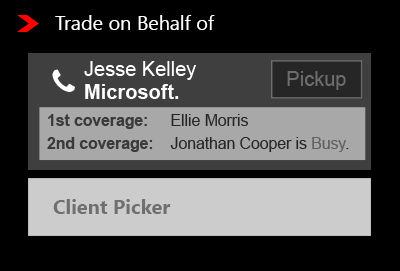 Trade on Behalf of
Jesse Kelley
Microsoft.
Pickup
1st coverage: Ellie Morris
2nd coverage: Jonathan Cooper is Busy.
Client Picker